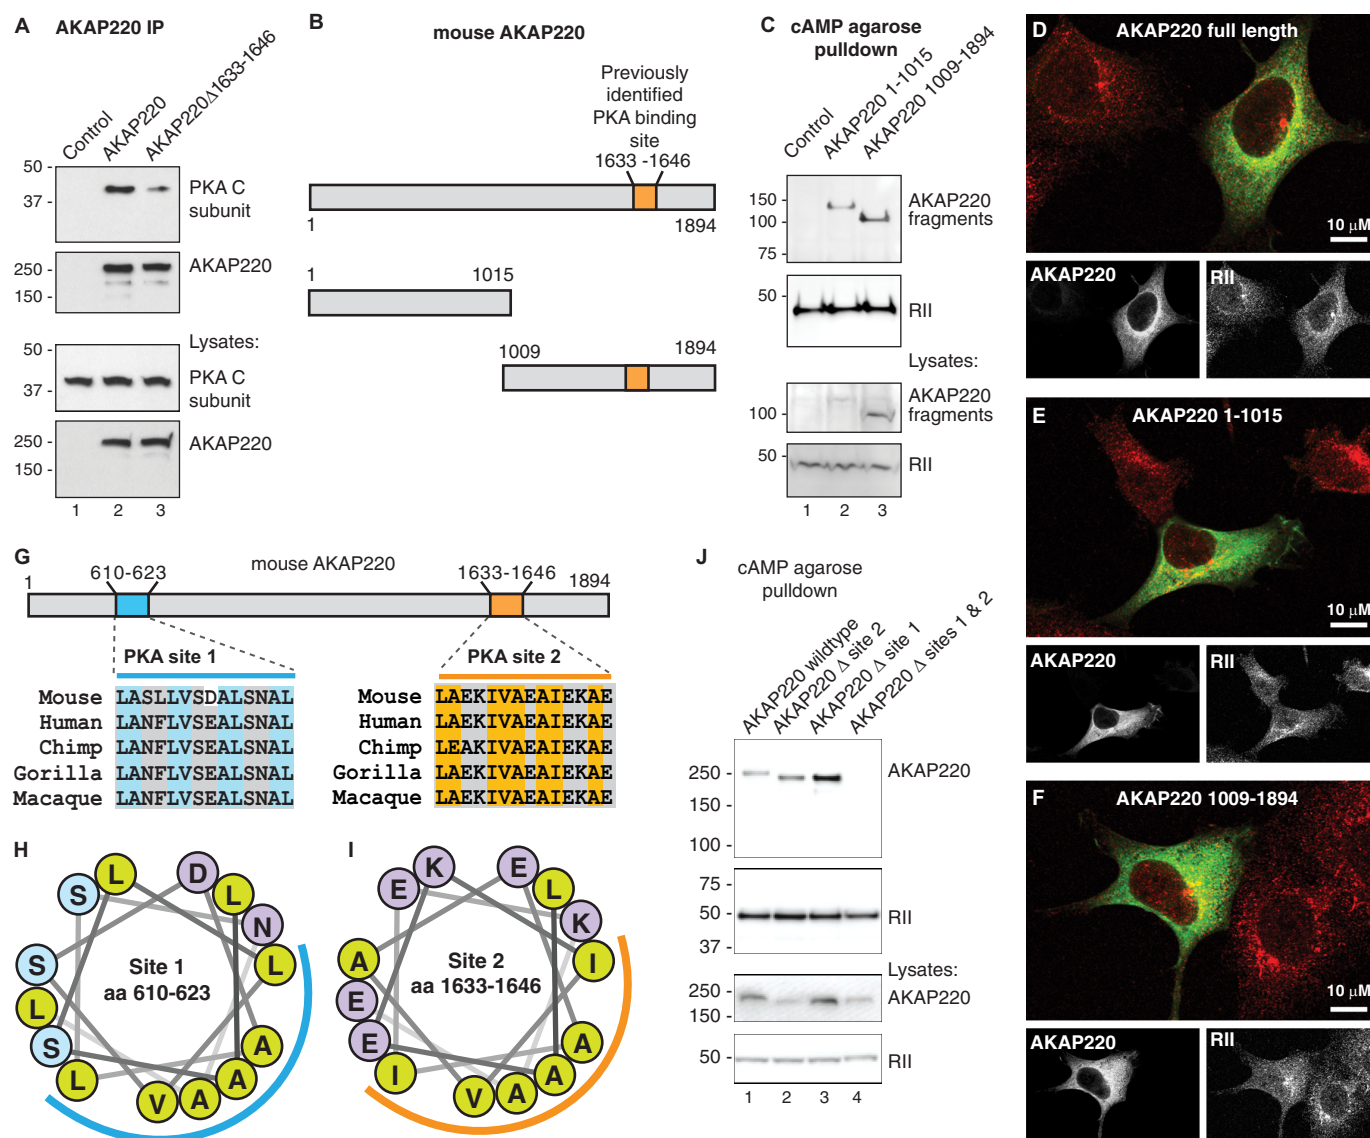 A
AKAP220 IP
Control
AKAP220
AKAP220Δ1633-1646
50 -
37 -
PKA C
subunit
250 -
150 -
AKAP220
Lysates:
50 -
37 -
PKA C
subunit
250 -
150 -
AKAP220
1 2 3
B
mouse AKAP220
Previously
identified
PKA binding
site
1633 -1646
1
1894
1
1015
1009
1894
C
cAMP agarose
pulldown
Control
AKAP220 1-1015
AKAP220 1009-1894
150 -
100 -
75 -
AKAP220
fragments
50 -
RII
Lysates:
100 -
AKAP220
fragments
50 -
RII
1 2 3
D
AKAP220 full length
10 µM
AKAP220
RII
E
AKAP220 1-1015
10 µM
AKAP220
RII
F
AKAP220 1009-1894
10 µM
AKAP220
RII
G
mouse AKAP220
1
610-623
1633-1646
1894
PKA site 1
Mouse LASLLVSDALSNAL
Human LANFLVSEALSNAL
Chimp LANFLVSEALSNAL
Gorilla LANFLVSEALSNAL
Macaque LANFLVSEALSNAL
PKA site 2
Mouse LAEKIVAEAIEKAE
Human LAEKIVAEAIEKAE
Chimp LEAKIVAEAIEKAE
Gorilla LAEKIVAEAIEKAE
Macaque LAEKIVAEAIEKAE
H
Site 1
aa 610-623
S
L
D
L
N
L
A
A
A
V
L
S
L
S
I
Site 2
aa 1633-1646
E
K
E
L
K
I
A
A
A
V
I
E
E
A
J
cAMP agarose
pulldown
AKAP220 wildtype
AKAP220 Δ site 2
AKAP220 Δ site 1
AKAP220 Δ sites 1 & 2
250 -
150 -
100 -
AKAP220
75 -
50 -
37 -
RII
Lysates:
250 -
150 -
AKAP220
50 -
RII
1 2 3 4